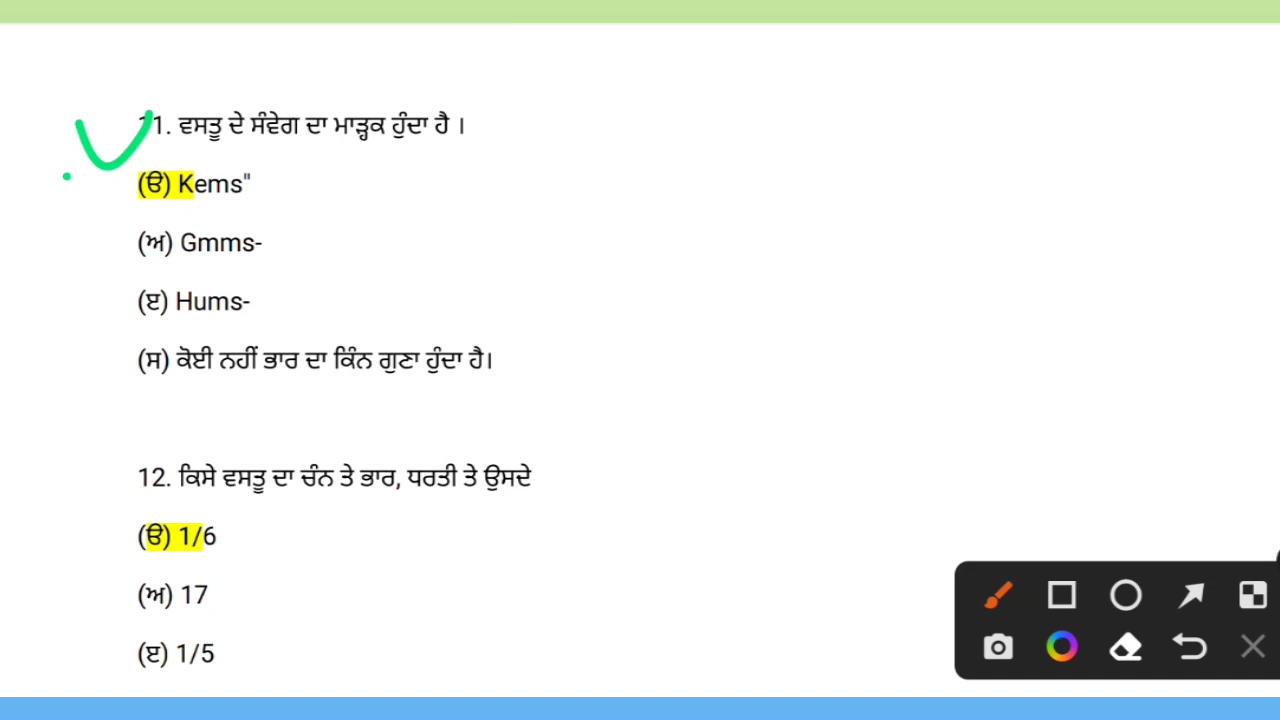 11. ਵਸਤੂ ਦੇ ਸੰਵੇਗ ਦਾ ਮਾਤ੍ਰਕ ਹੁੰਦਾ ਹੈ ।
(ੳ) Kems"
(ਅ) Gmms-
(ੲ) Hums-
(ਸ) ਕੋਈ ਨਹੀਂ ਭਾਰ ਦਾ ਕਿੰਨ ਗੁਣਾ ਹੁੰਦਾ ਹੈ।
12. ਕਿਸੇ ਵਸਤੂ ਦਾ ਚੰਨ ਤੇ ਭਾਰ, ਧਰਤੀ ਤੇ ਉਸਦੇ
(ੳ) 1/6
(ਅ) 17
(ੲ) 1/5